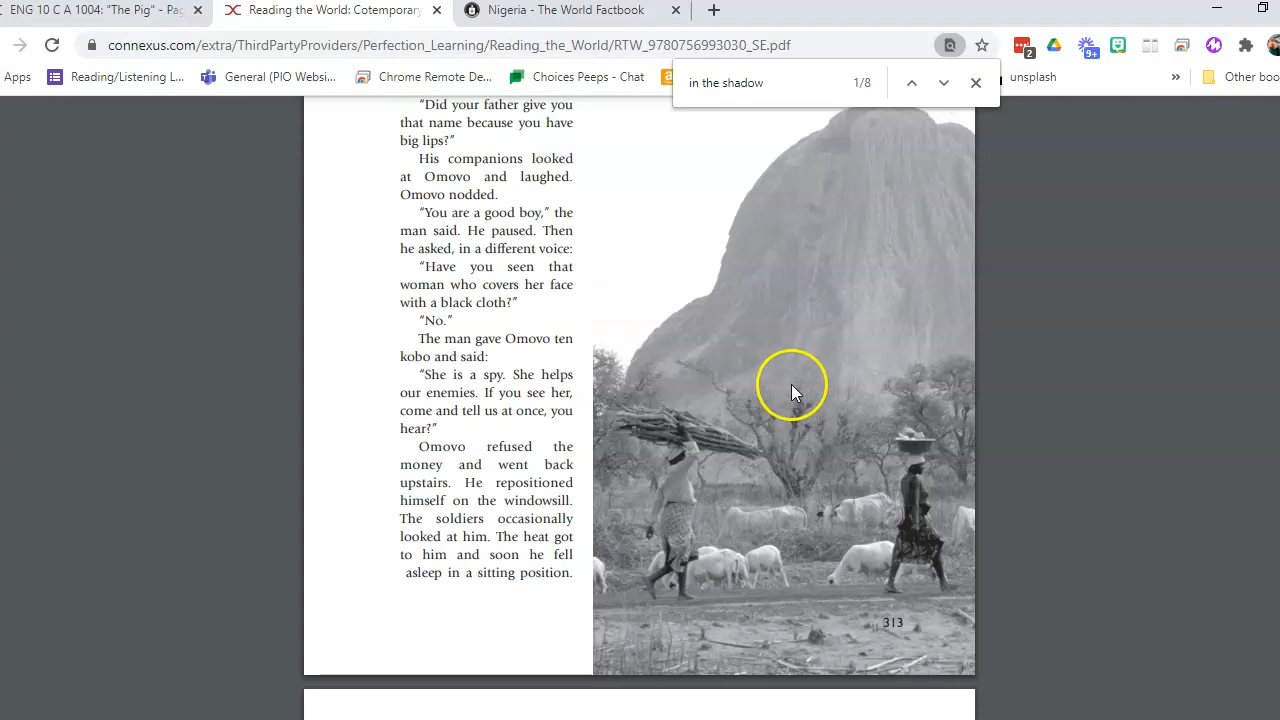 ENG 10 C A 1004: "The Pig" - Pag
Reading the World: Cotemporary
Nigeria - The World Factbook
connexus.com/extra/ThirdPartyProvider/Perfection_Learning/Reading_the_World/RTW_9780756993030_SE.pdf
2
9+
Apps
Reading/Listening L...
General (PIO Websi...
Chrome Remote De...
Choices Peeps - Chat
unsplash
»
Other boo
in the shadow
1/8
"Did your father give you
that name because you have
big lips?"
His companions looked
at Omovo and laughed.
Omovo nodded.
"You are a good boy," the
man said. He paused. Then
he asked, in a different voice:
"Have you seen that
woman who covers her face
with a black cloth?"
"No."
The man gave Omovo ten
kobo and said:
"She is a spy. She helps
our enemies. If you see her,
come and tell us at once, you
hear?"
Omovo refused the
money and went back
upstairs. He repositioned
himself on the windowsill.
The soldiers occasionally
looked at him. The heat got
to him and soon he fell
asleep in a sitting position.
313